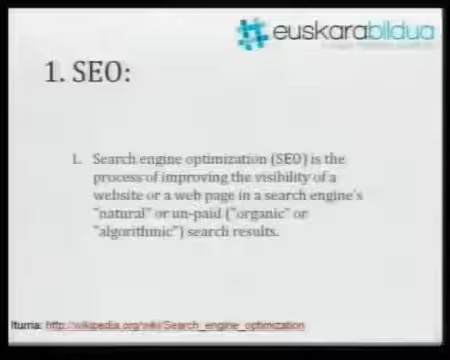 euskarabildua
1. SEO:
1. Search engine optimization (SEO) is the
process of improving the visibility of a
website or a web page in a search engine's
"natural" or un-paid ("organic" or
"algorithmic") search results.
Iturria: http://wikipedia.org/wiki/Search_engine_optimization